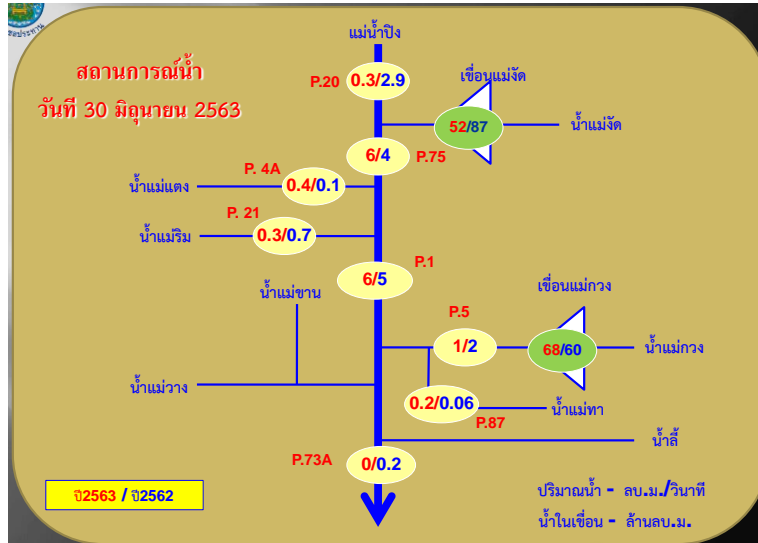 แม่น้ำปิง
สถานการณ์น้ำ
วันที่ 30 มิถุนายน 2563
P.20 0.3/2.9
เขื่อนแม่งัด
52/87
น้ำแม่งัด
6/4 P.75
P. 4A
น้ำแม่แตง 0.4/0.1
P. 21
น้ำแม่ริม 0.3/0.7
P.1
6/5
น้ำแม่ขาน
เขื่อนแม่กวง
P.5
1/2
68/60
น้ำแม่กวง
น้ำแม่วาง
0.2/0.06
น้ำแม่ทา
P.87
น้ำลี้
P.73A 0/0.2
ปี2563 / ปี2562
ปริมาณน้ำ - ลบ.ม./วินาที
น้ำในเขื่อน - ล้านลบ.ม.